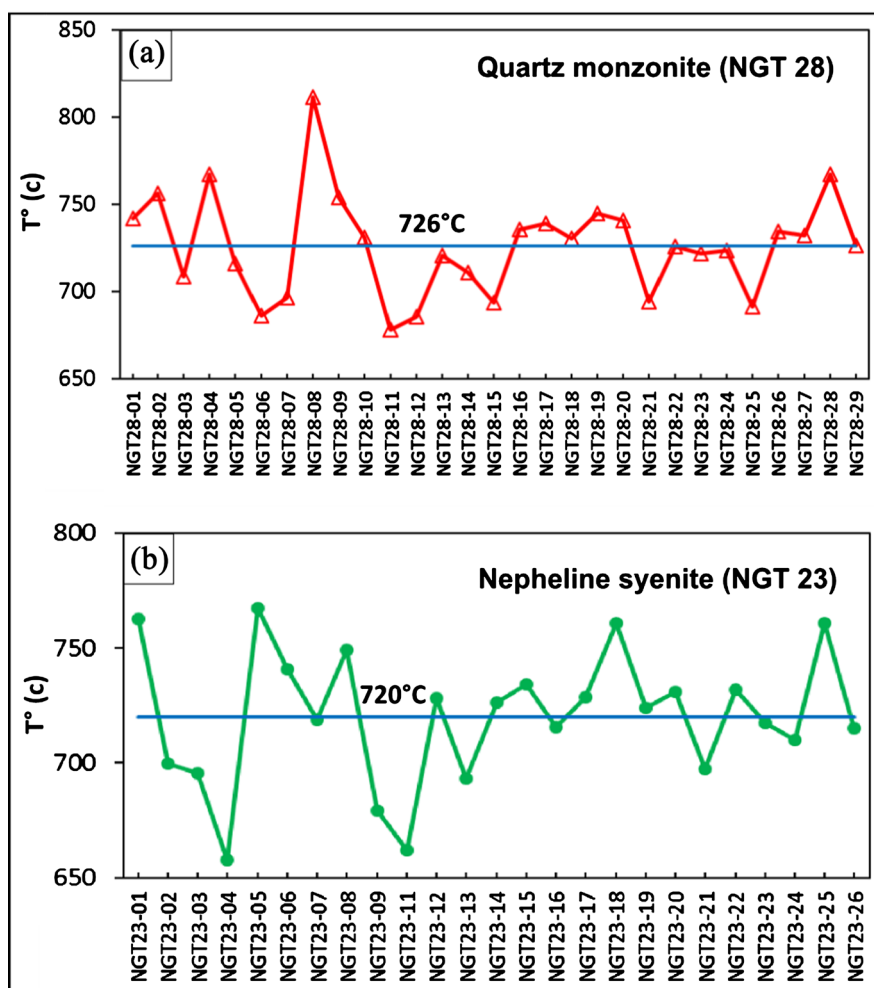 (a)
Quartz monzonite (NGT 28)
T° (c)
850
800
750
700
650
726°C
NGT28-01
NGT28-02
NGT28-03
NGT28-04
NGT28-05
NGT28-06
NGT28-07
NGT28-08
NGT28-09
NGT28-10
NGT28-11
NGT28-12
NGT28-13
NGT28-14
NGT28-15
NGT28-16
NGT28-17
NGT28-18
NGT28-19
NGT28-20
NGT28-21
NGT28-22
NGT28-23
NGT28-24
NGT28-25
NGT28-26
NGT28-27
NGT28-28
NGT28-29
(b)
Nepheline syenite (NGT 23)
T° (c)
800
750
700
650
720°C
NGT23-01
NGT23-02
NGT23-03
NGT23-04
NGT23-05
NGT23-06
NGT23-07
NGT23-08
NGT23-09
NGT23-11
NGT23-12
NGT23-13
NGT23-14
NGT23-15
NGT23-16
NGT23-17
NGT23-18
NGT23-19
NGT23-20
NGT23-21
NGT23-22
NGT23-23
NGT23-24
NGT23-25
NGT23-26